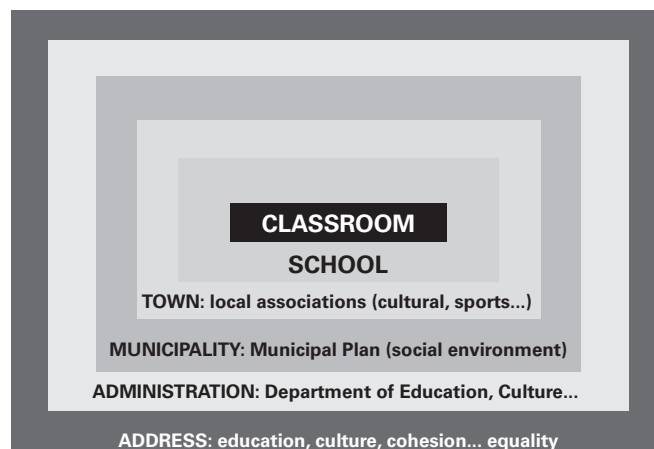 CLASSROOM
SCHOOL
TOWN: local associations (cultural, sports...)
MUNICIPALITY: Municipal Plan (social environment)
ADMINISTRATION: Department of Education, Culture...
ADDRESS: education, culture, cohesion... equality